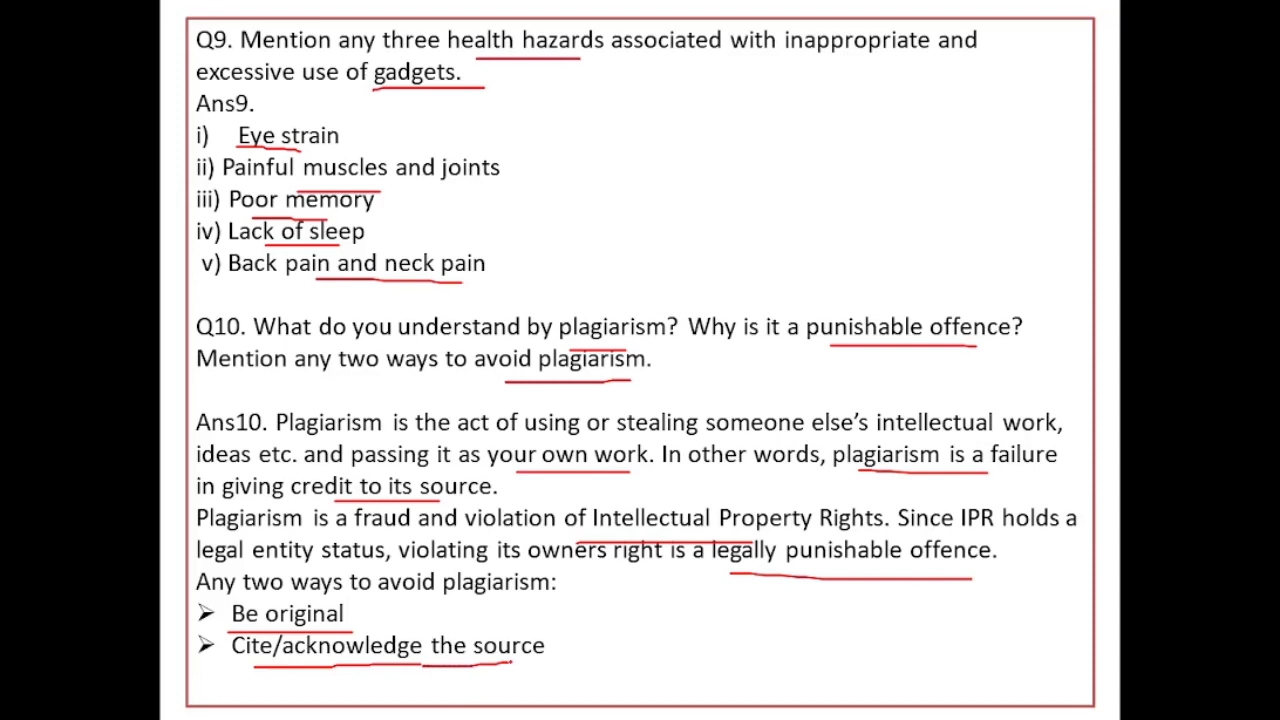 Q9. Mention any three health hazards associated with inappropriate and
excessive use of gadgets.
Ans9.
i) Eye strain
ii) Painful muscles and joints
iii) Poor memory
iv) Lack of sleep
v) Back pain and neck pain
Q10. What do you understand by plagiarism? Why is it a punishable offence?
Mention any two ways to avoid plagiarism.
Ans10. Plagiarism is the act of using or stealing someone else’s intellectual work,
ideas etc. and passing it as your own work. In other words, plagiarism is a failure
in giving credit to its source.
Plagiarism is a fraud and violation of Intellectual Property Rights. Since IPR holds a
legal entity status, violating its owners right is a legally punishable offence.
Any two ways to avoid plagiarism:
➢ Be original
➢ Cite/acknowledge the source